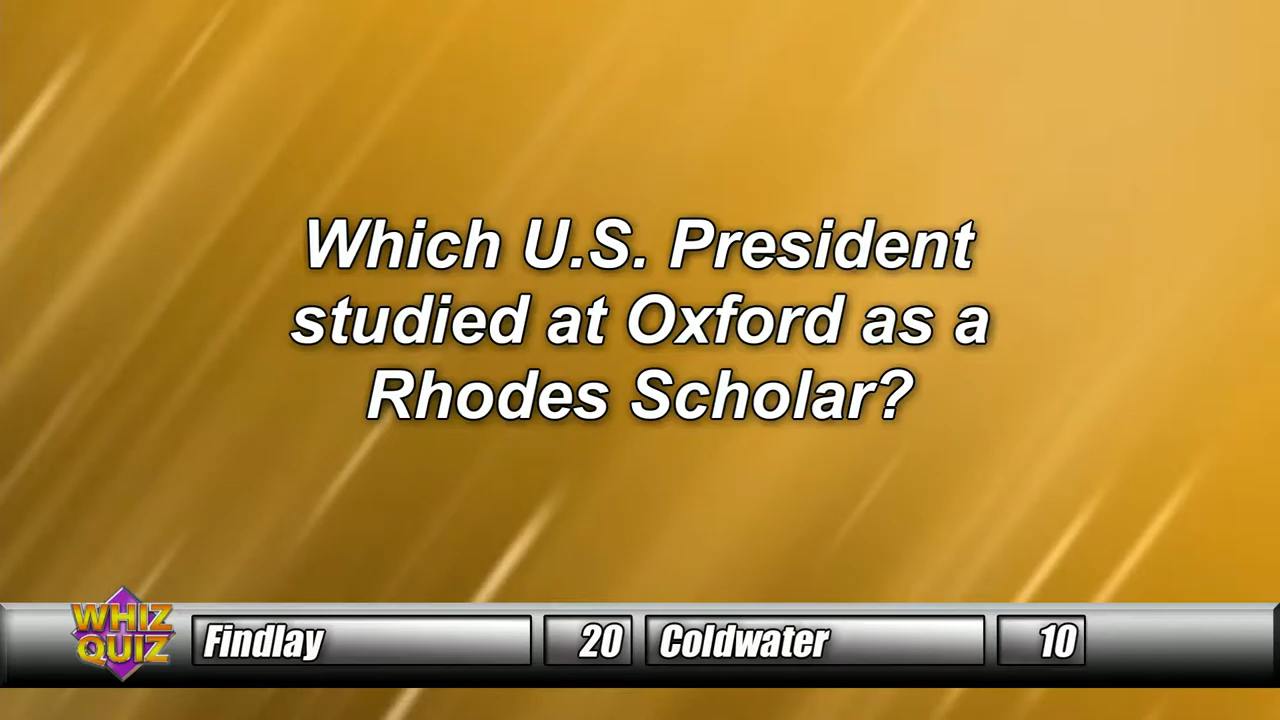 Which U.S. President
studied at Oxford as a
Rhodes Scholar?
WHIZ
QUIZ
Findlay 20 Coldwater 10